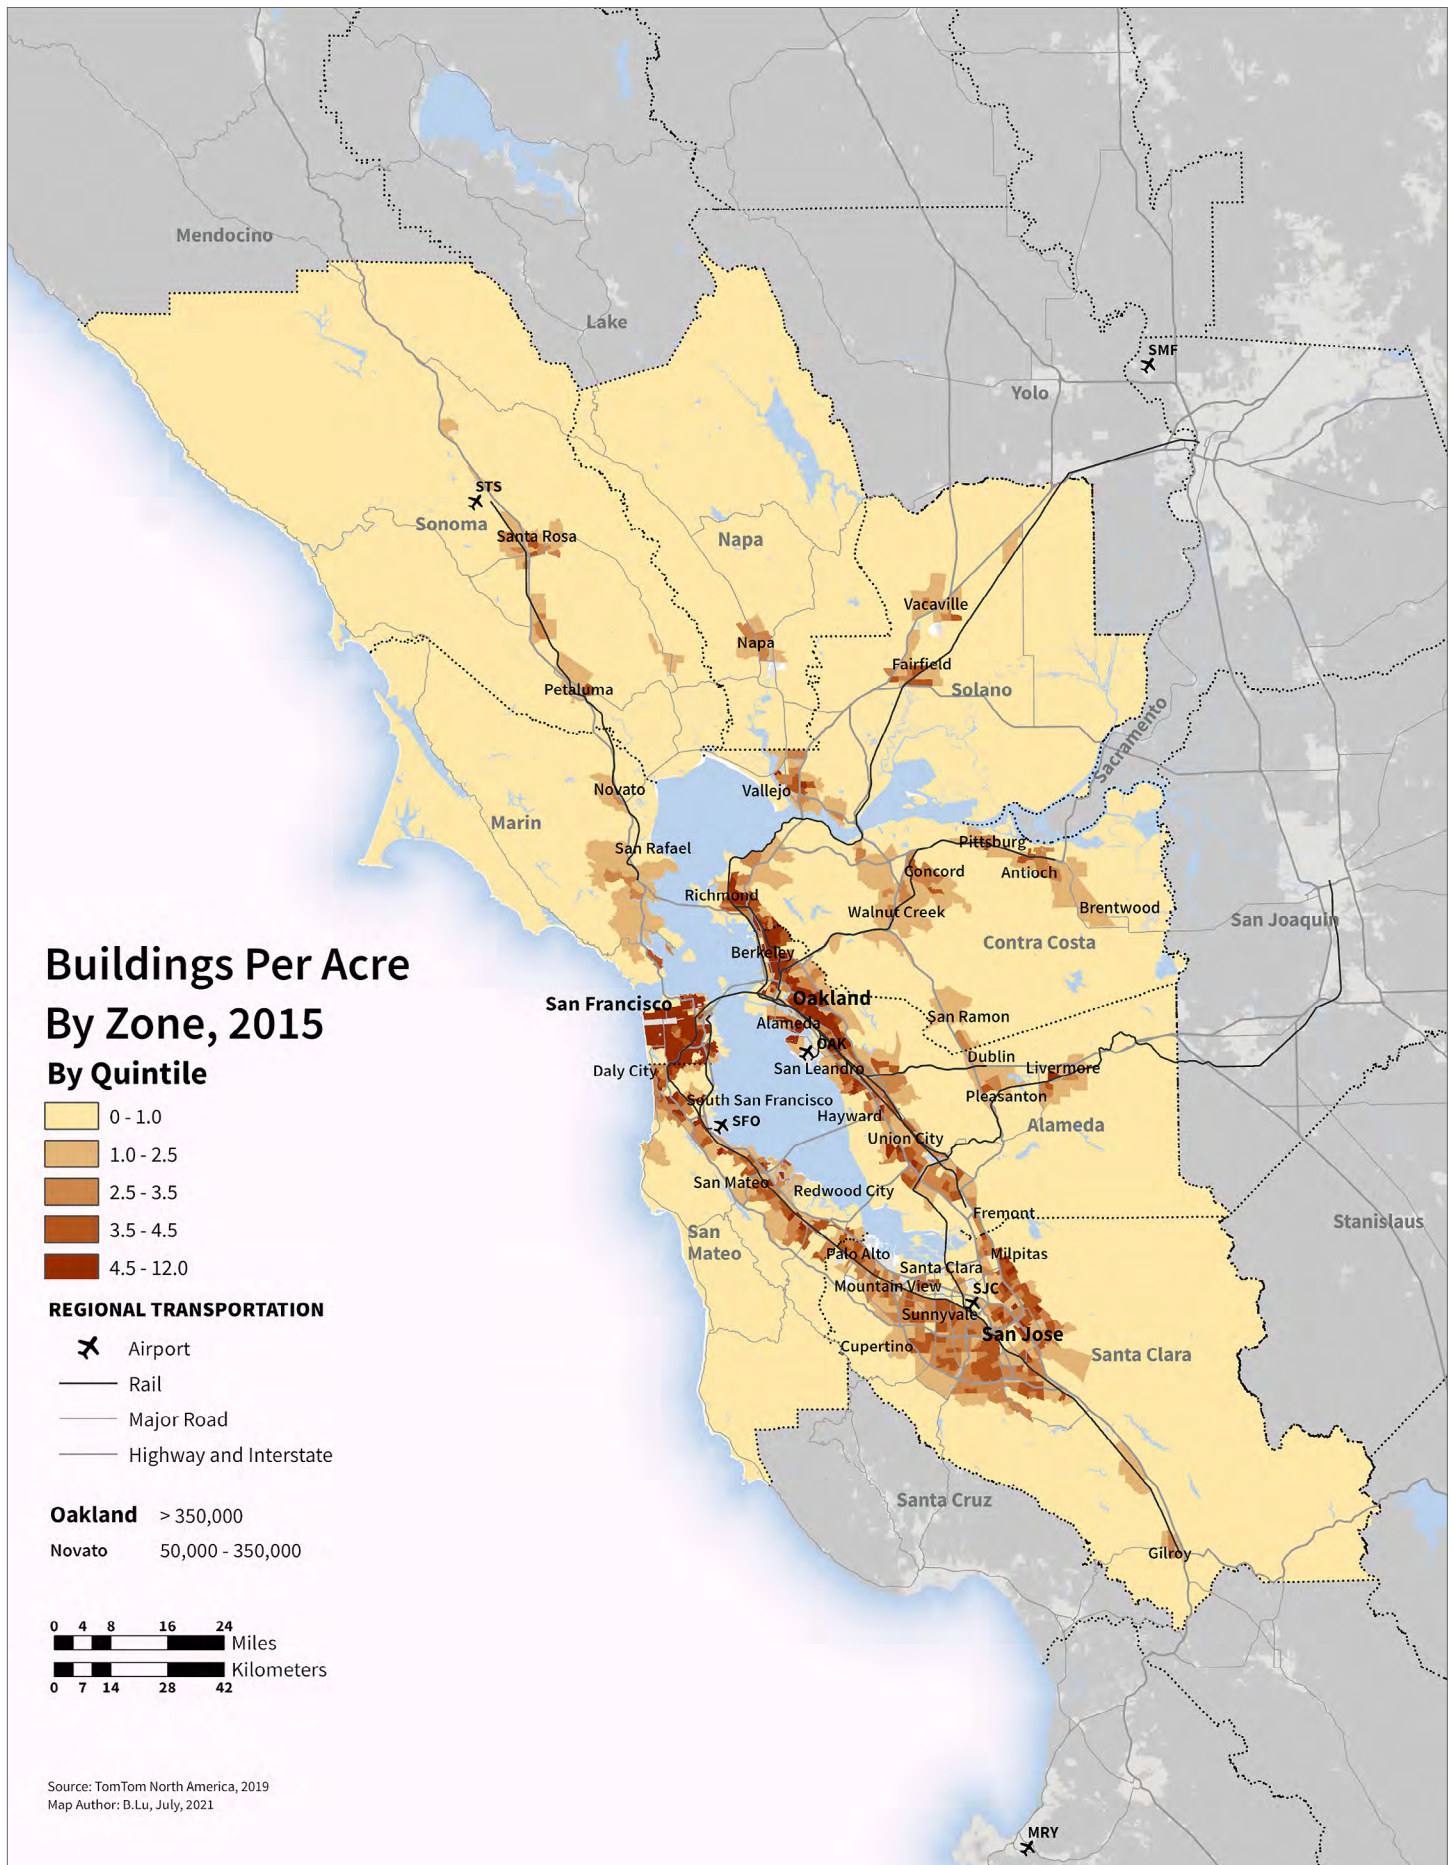 Mendocino
Lake
SMF
Yolo
STS
Sonoma
Santa Rosa
Napa
Vacaville
Napa
Fairfield
Solano
Petaluma
Sacramento
Novato
Vallejo
Marin
San Rafael
Pittsburg
Concord
Antioch
Richmond
Walnut Creek
Brentwood
San Joaquin
Contra Costa
Berkeley
Buildings Per Acre
By Zone, 2015
By Quintile
0 - 1.0
1.0 - 2.5
2.5 - 3.5
3.5 - 4.5
4.5 - 12.0
San Francisco
Oakland
Alameda
San Ramon
OAK
Dublin
Daly City
San Leandro
Livermore
South San Francisco
Pleasanton
SFO
Hayward
Alameda
Union City
San Mateo
Redwood City
Fremont
Stanislaus
San
Mateo
Palo Alto
Milpitas
Santa Clara
Mountain View
SJC
Sunnyvale
San Jose
Cupertino
Santa Clara
REGIONAL TRANSPORTATION
Airport
Rail
Major Road
Highway and Interstate
Santa Cruz
Gilroy
Oakland > 350,000
Novato 50,000 - 350,000
0 4 8 16 24
Miles
Kilometers
0 7 14 28 42
Source: TomTom North America, 2019
Map Author: B.Lu, July, 2021
MRY